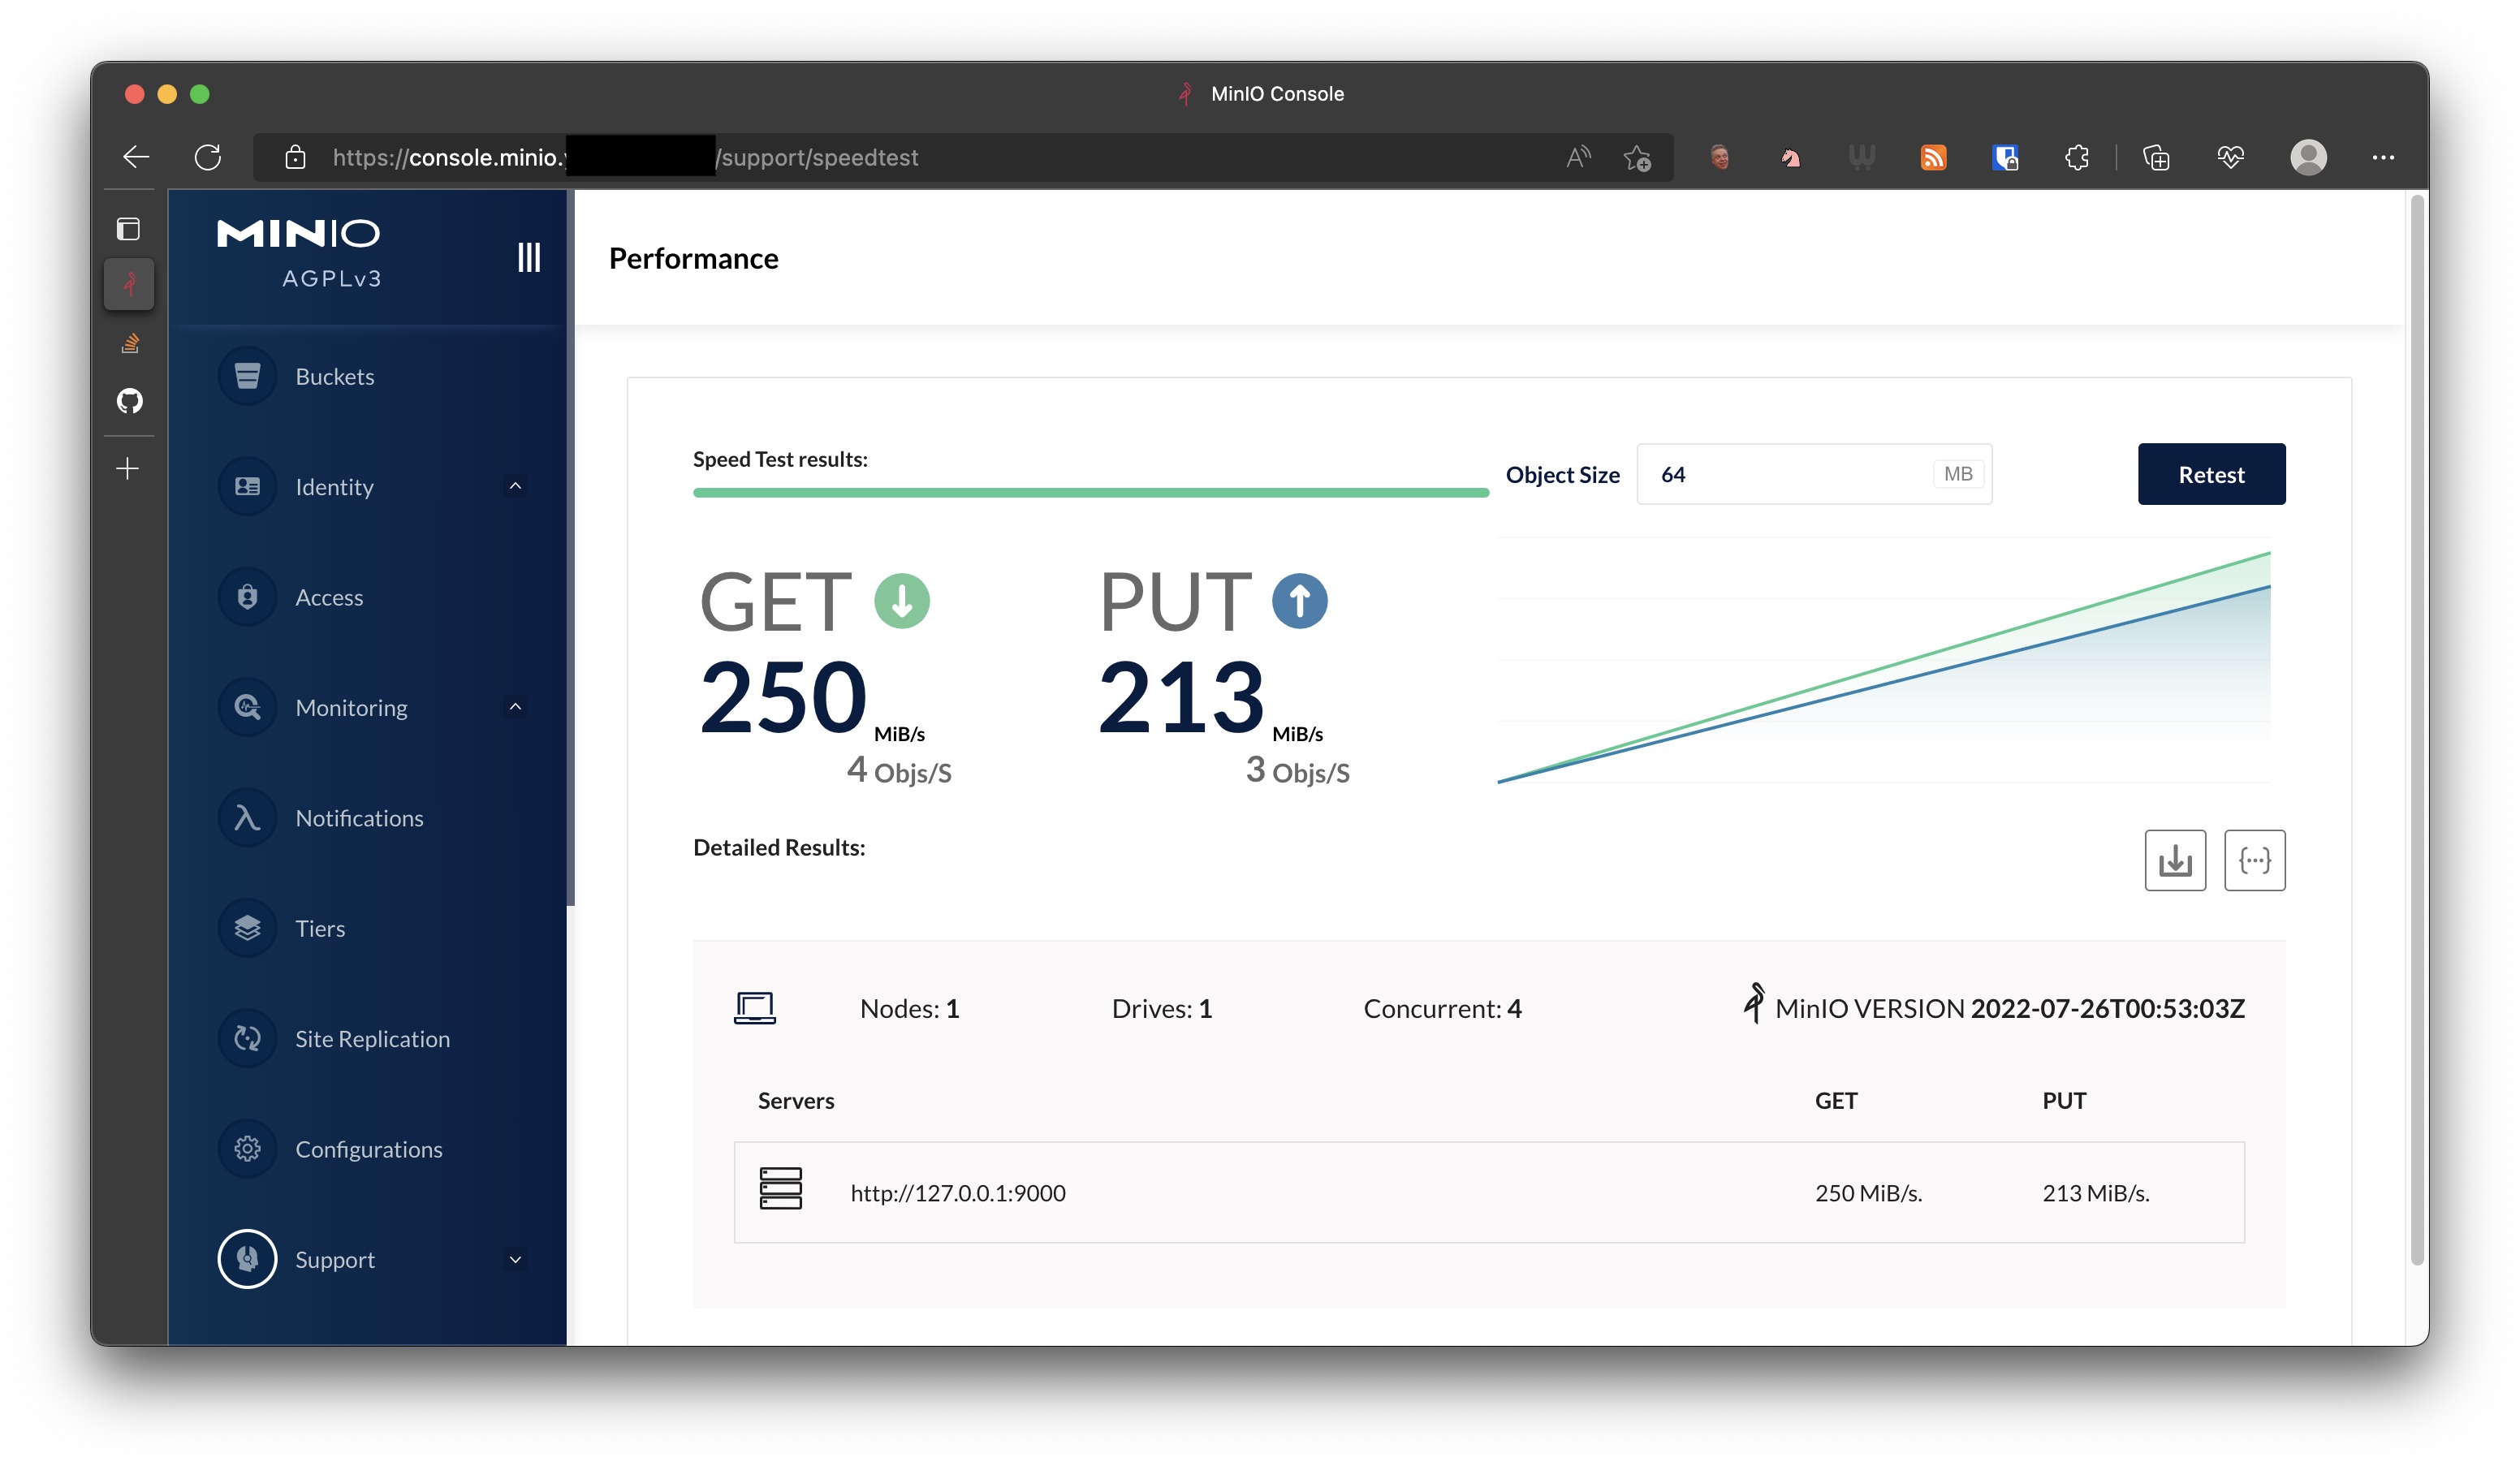 MinIO Console
https://console.minio. /support/speedtest
MINIO
AGPLv3
Performance
Buckets
Identity
Access
Monitoring
Notifications
Tiers
Site Replication
Configurations
Support
Speed Test results:
Object Size
64
MB
Retest
GET
PUT
250 MiB/s
213 MiB/s
4 Objs/S
3 Objs/S
Detailed Results:
Nodes: 1
Drives: 1
Concurrent: 4
MinIO VERSION 2022-07-26T00:53:03Z
Servers
GET
PUT
http://127.0.0.1:9000
250 MiB/s.
213 MiB/s.